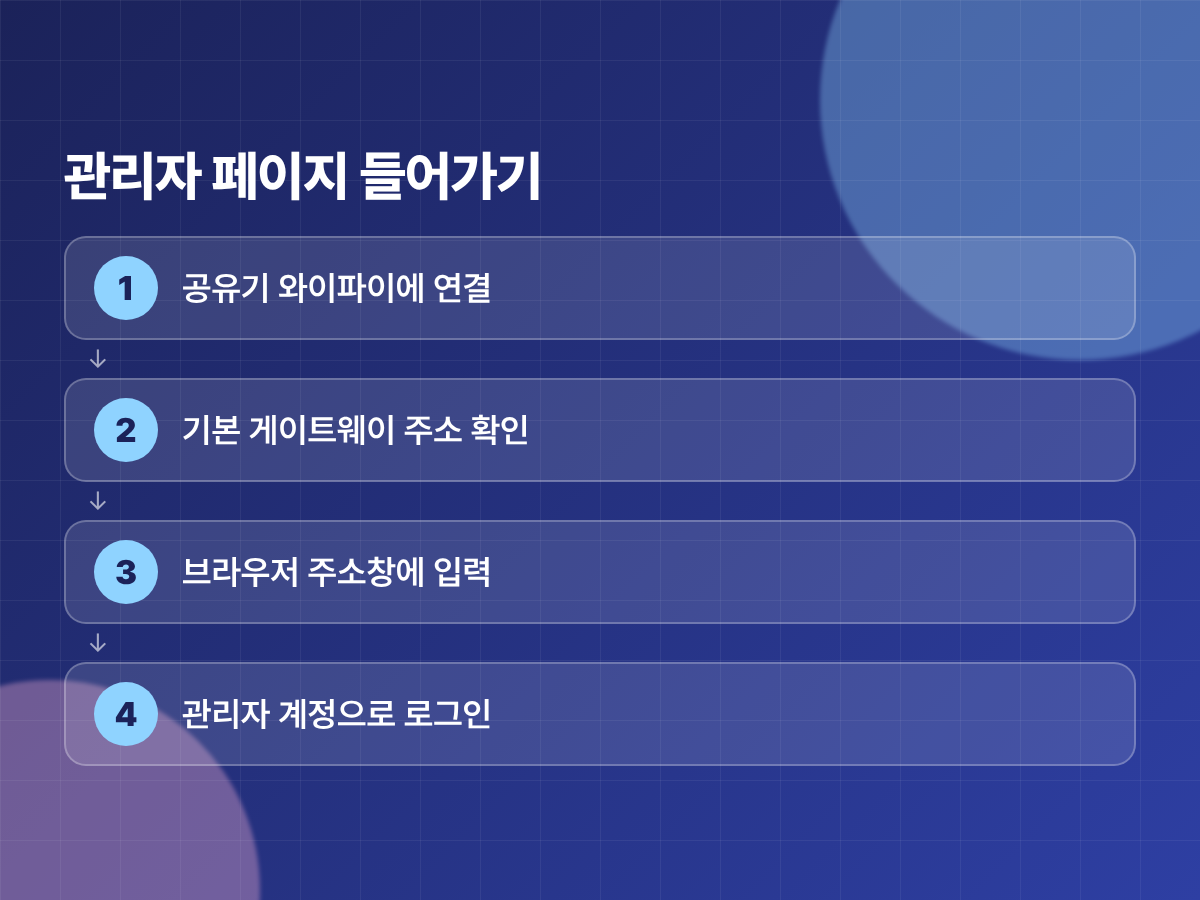 관리자 페이지 들어가기
1 공유기 와이파이에 연결
↓
2 기본 게이트웨이 주소 확인
↓
3 브라우저 주소창에 입력
↓
4 관리자 계정으로 로그인